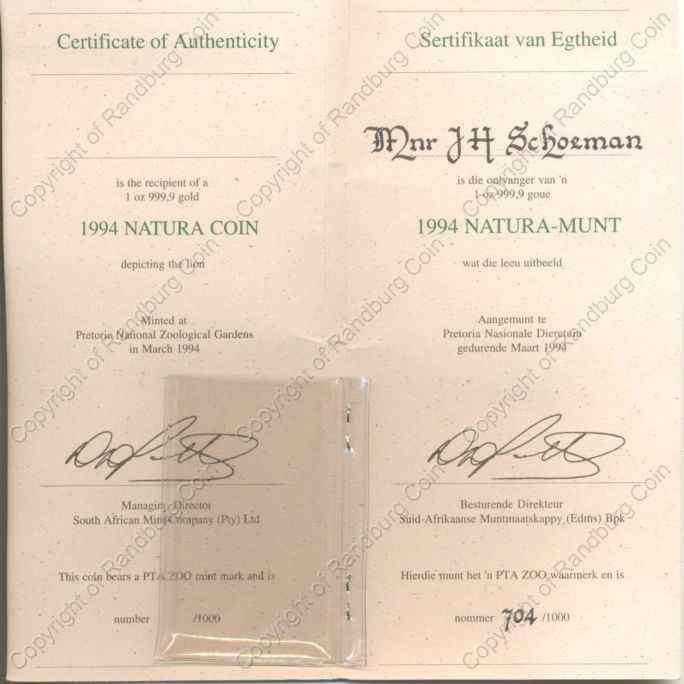 Certificate of Authenticity
is the recipient of a
1 oz 999,9 gold
1994 NATURA COIN
depicting the lion
Minted at
Pretoria National Zoological Gardens
in March 1994
Managing Director
South African Mint Company (Pty) Ltd
This coin bears a PTA ZOO mint mark and is
number /1000
Sertifikaat van Egtheid
Mnr J H Schoeman
is die ontvanger van 'n
1 oz 999,9 goue
1994 NATURA-MUNT
wat die leeu uitbeeld
Aangemunt te
Pretoria Nasionale Dieretuin
gedurende Maart 1994
Besturende Direkteur
Suid-Afrikaanse Muntmaatskappy (Edms) Bpk
Hierdie munt het 'n PTA ZOO waarmerk en is
nommer 704 /1000
Copyright of Randburg Coin